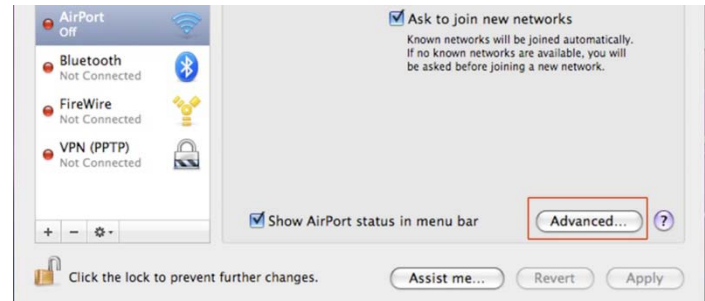 AirPort
Off
Bluetooth
Not Connected
FireWire
Not Connected
VPN (PPTP)
Not Connected
+ −
Ask to join new networks
Known networks will be joined automatically.
If no known networks are available, you will
be asked before joining a new network.
Show AirPort status in menu bar
Advanced...
?
Click the lock to prevent further changes.
Assist me...
Revert
Apply